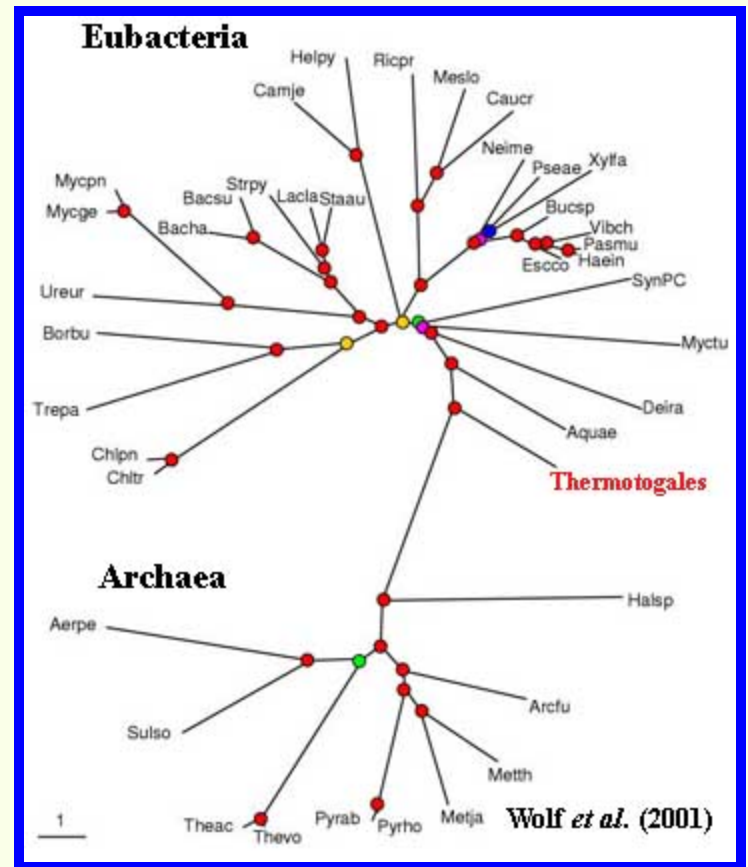 Eubacteria
Helpy
Ricpr
Meslo
Camje
Caucr
Neime
Pseae
Xylfa
Mycpn
Mycge
Bacsu
Strpy
Lacla
Staau
Bacha
Bucsp
Vibch
Pasmu
Haein
Escco
SynPC
Ureur
Borbu
Myctu
Trepa
Deira
Aquae
Chlpn
Chltr
Thermotogales
Archaea
Halsp
Aerpe
Arcfu
Sulso
Metth
Theac
Thevo
Pyrab
Pyrho
Metja
1
Wolf et al. (2001)